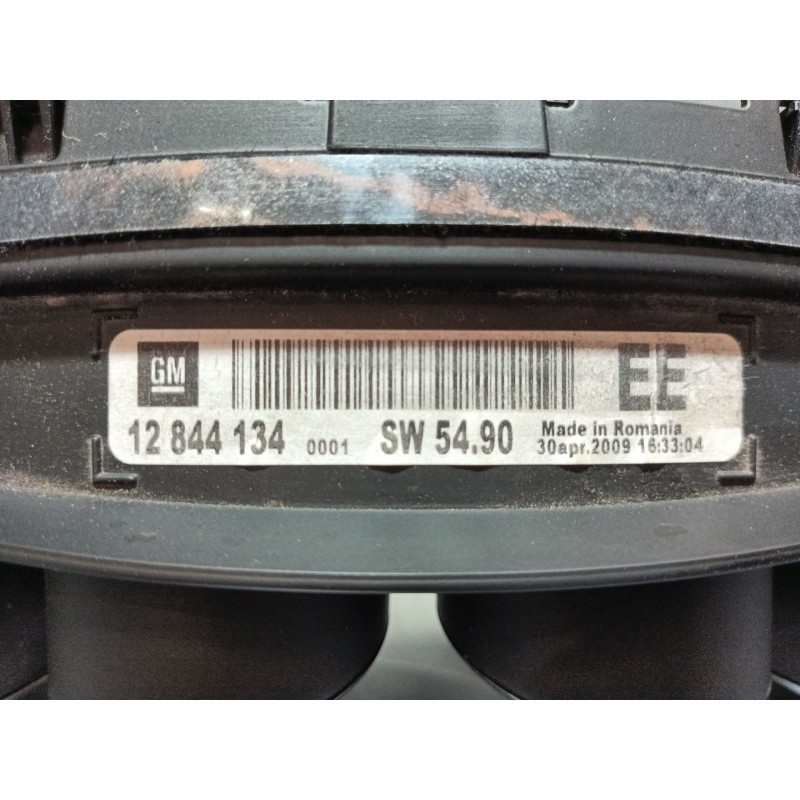 GM
EE
12 844 134 0001 SW 54.90 Made in Romania
30apr.2009 16:33:04